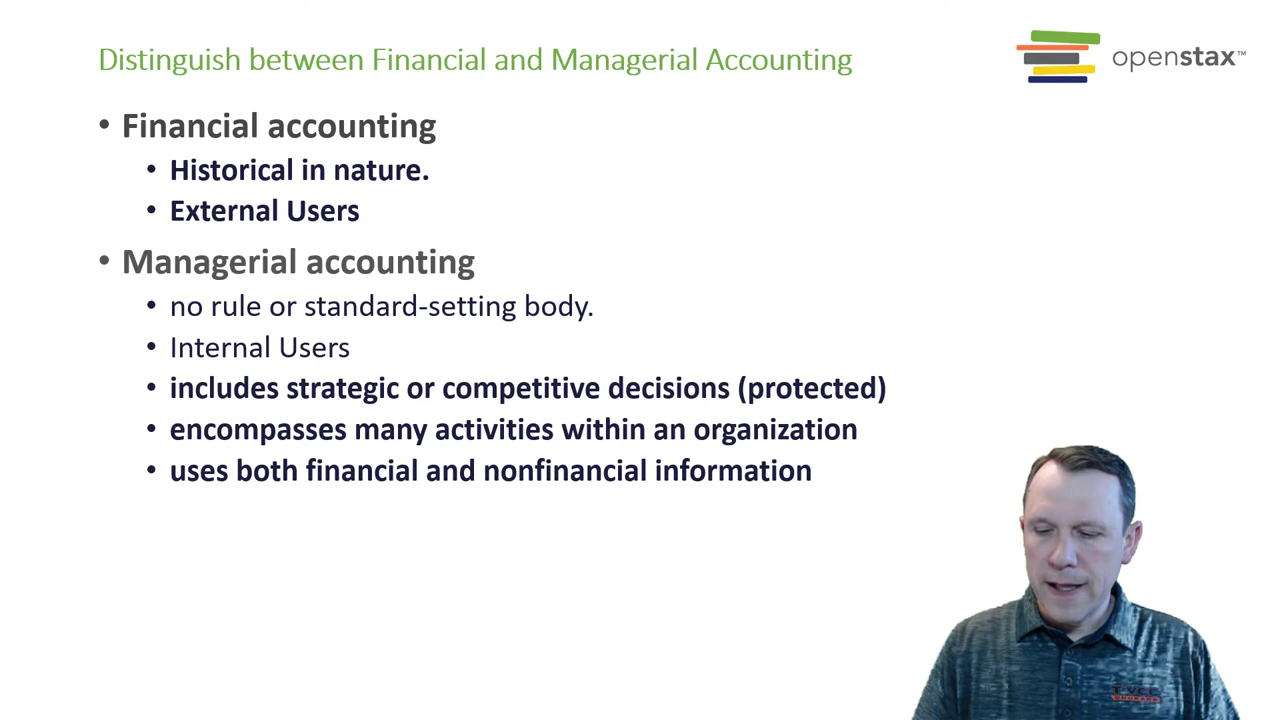 Distinguish between Financial and Managerial Accounting
openstax™
• Financial accounting
• Historical in nature.
• External Users
• Managerial accounting
• no rule or standard-setting body.
• Internal Users
• includes strategic or competitive decisions (protected)
• encompasses many activities within an organization
• uses both financial and nonfinancial information